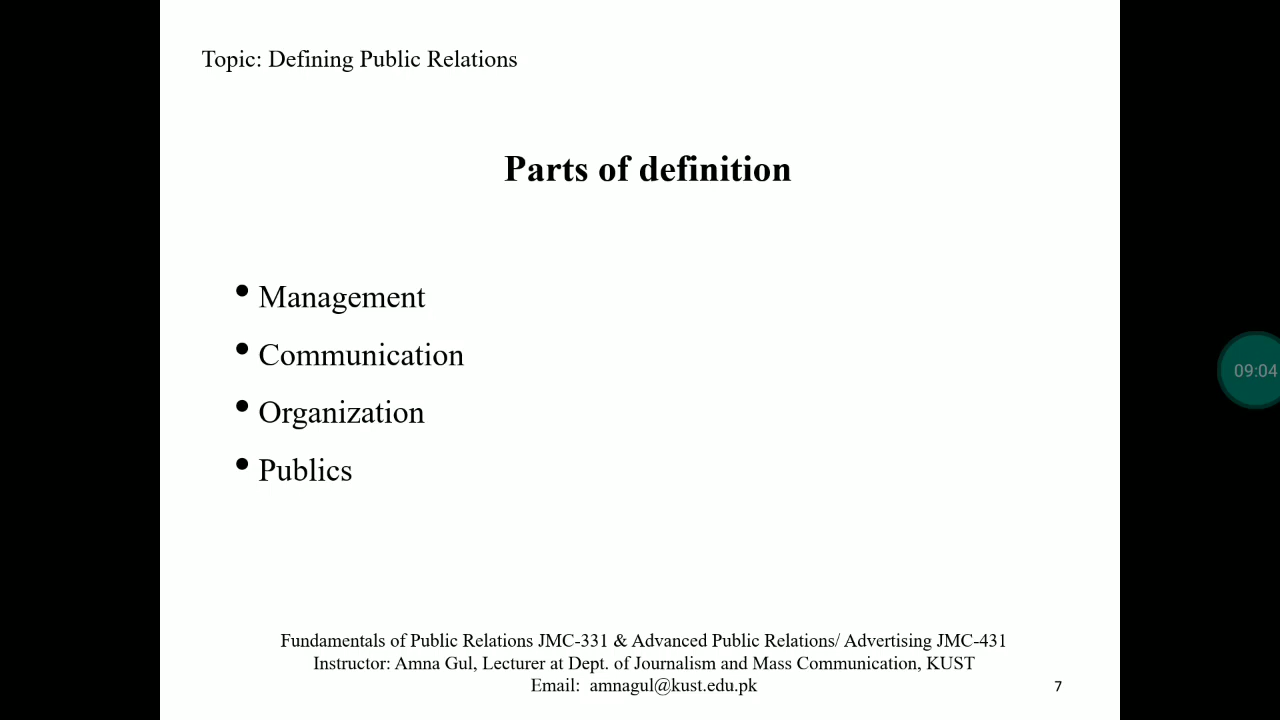 Topic: Defining Public Relations
Parts of definition
• Management
• Communication
• Organization
• Publics
09:04
Fundamentals of Public Relations JMC-331 & Advanced Public Relations/ Advertising JMC-431
Instructor: Amna Gul, Lecturer at Dept. of Journalism and Mass Communication, KUST
Email:  amnagul@kust.edu.pk
7